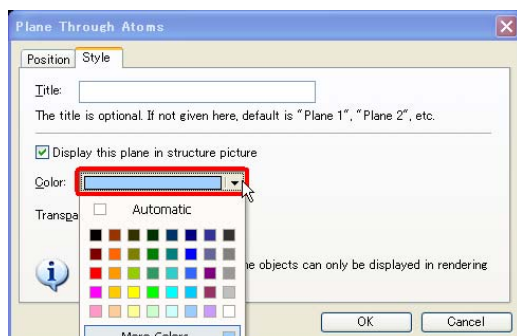 Plane Through Atoms
Position Style
Title:
The title is optional. If not given here, default is "Plane 1", "Plane 2", etc.
Display this plane in structure picture
Color:
Automatic
objects can only be displayed in rendering
More Colors
OK Cancel